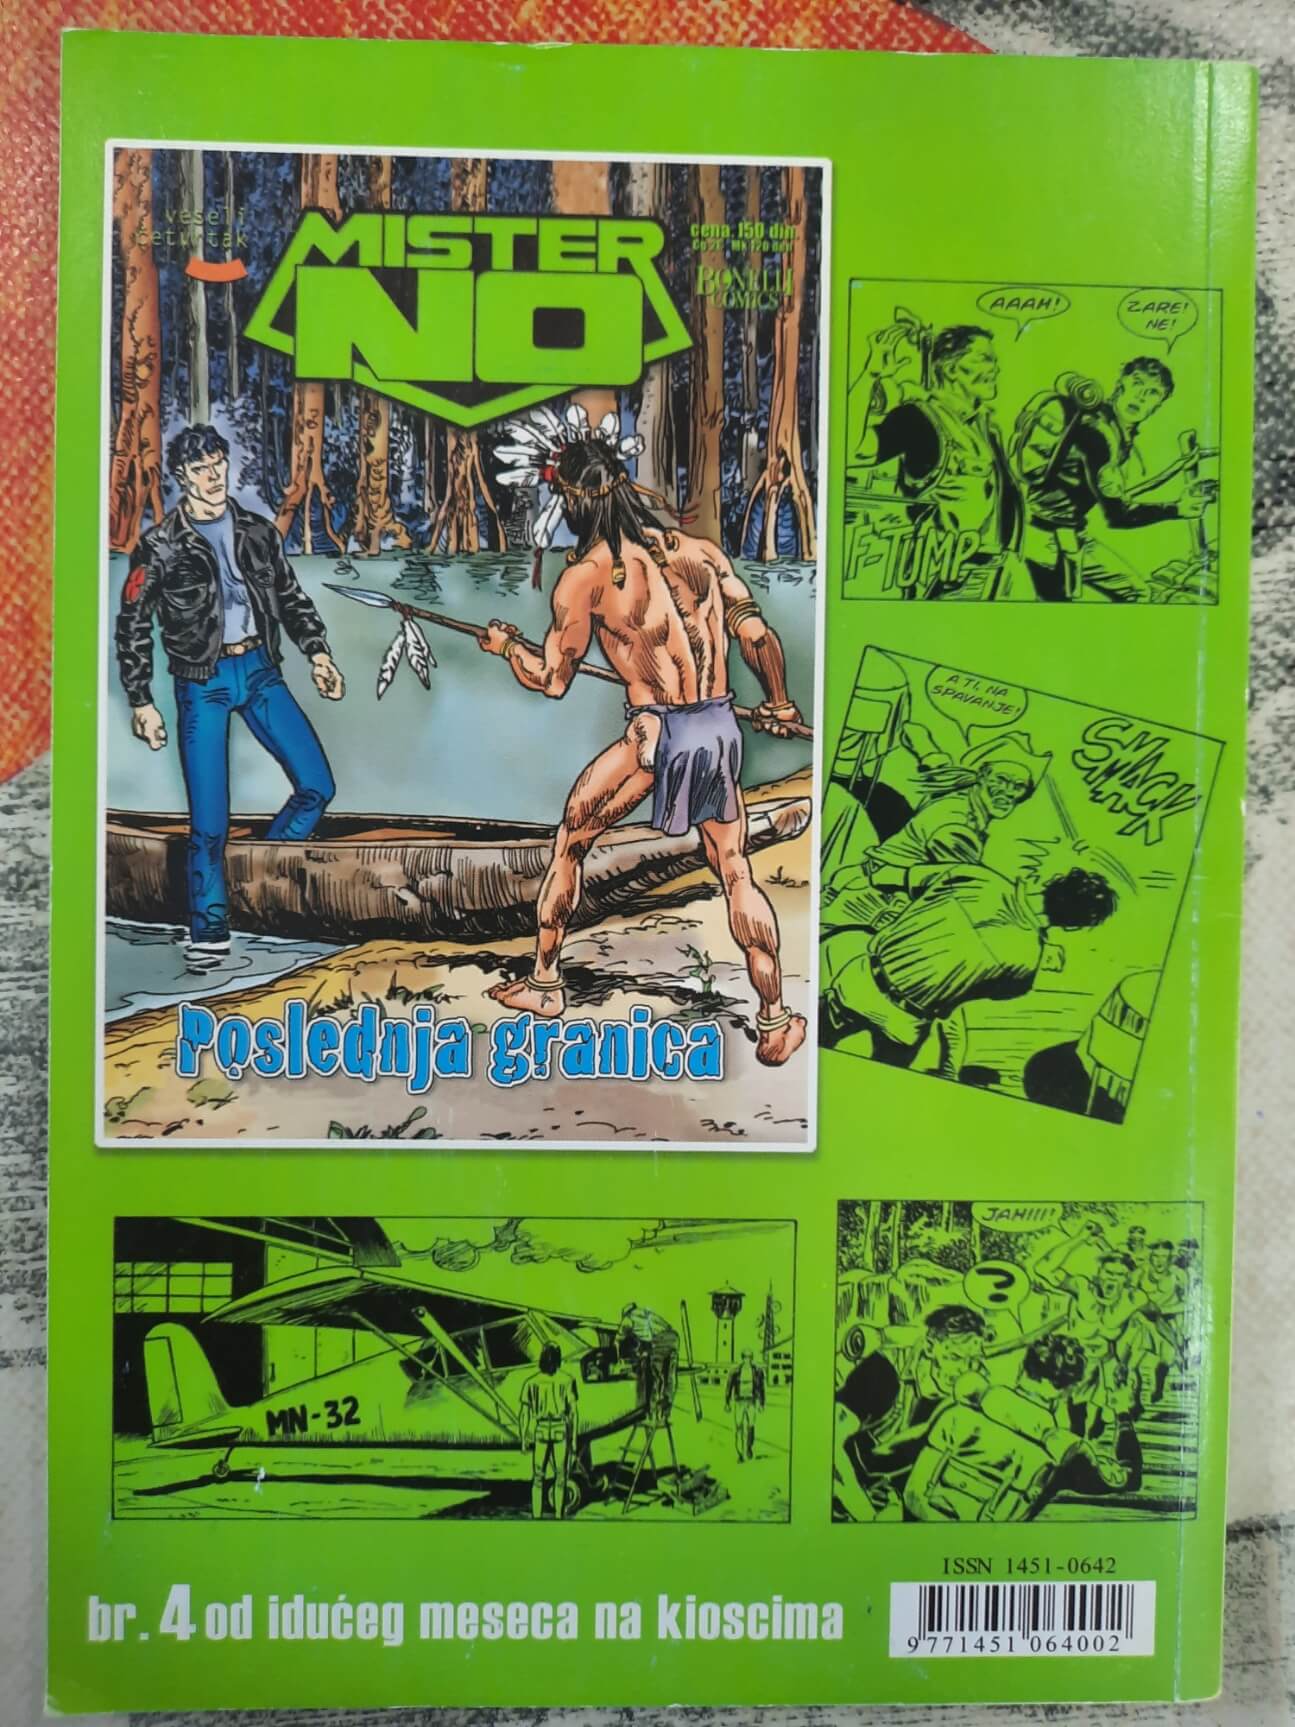 veseli
četvrtak
MISTER
NO
cena 150 din
BONELLI
COMICS
Poslednja granica
AAAH!
ZARE!
NE!
F-TUMP
A TI, NA
SPAVANJE!
SMACK
MN-32
JAHIII!
?
br. 4 od idućeg meseca na kioscima
ISSN 1451-0642
9 771451 064002